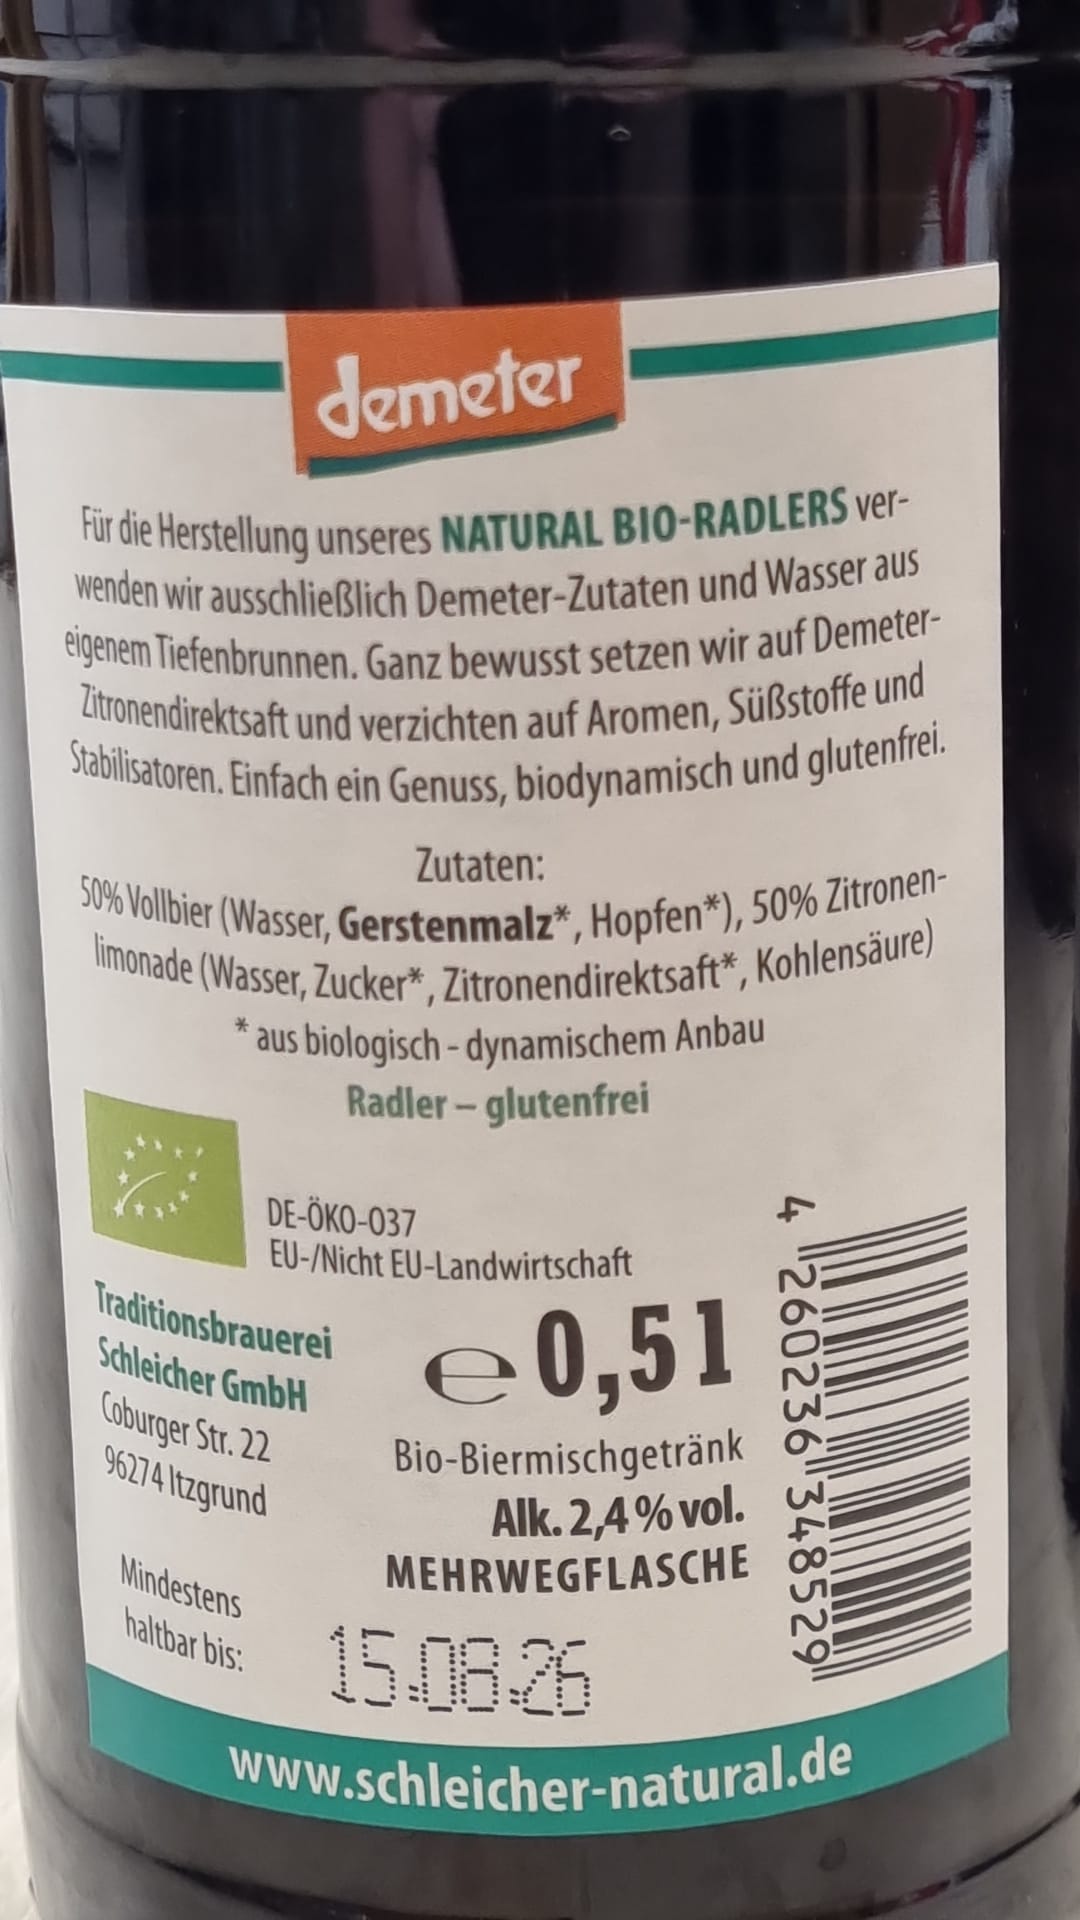 demeter
Für die Herstellung unseres NATURAL BIO-RADLERS ver-
wenden wir ausschließlich Demeter-Zutaten und Wasser aus
eigenem Tiefenbrunnen. Ganz bewusst setzen wir auf Demeter-
Zitronendirektsaft und verzichten auf Aromen, Süßstoffe und
Stabilisatoren. Einfach ein Genuss, biodynamisch und glutenfrei.
Zutaten:
50% Vollbier (Wasser, Gerstenmalz*, Hopfen*), 50% Zitronen-
limonade (Wasser, Zucker*, Zitronendirektsaft*, Kohlensäure)
* aus biologisch - dynamischem Anbau
Radler – glutenfrei
DE-ÖKO-037
EU-/Nicht EU-Landwirtschaft
Traditionsbrauerei
Schleicher GmbH
Coburger Str. 22
96274 Itzgrund
℮ 0,5 l
Bio-Biermischgetränk
Alk. 2,4 % vol.
MEHRWEGFLASCHE
4 260236 348529
Mindestens
haltbar bis:
15.08.26
www.schleicher-natural.de